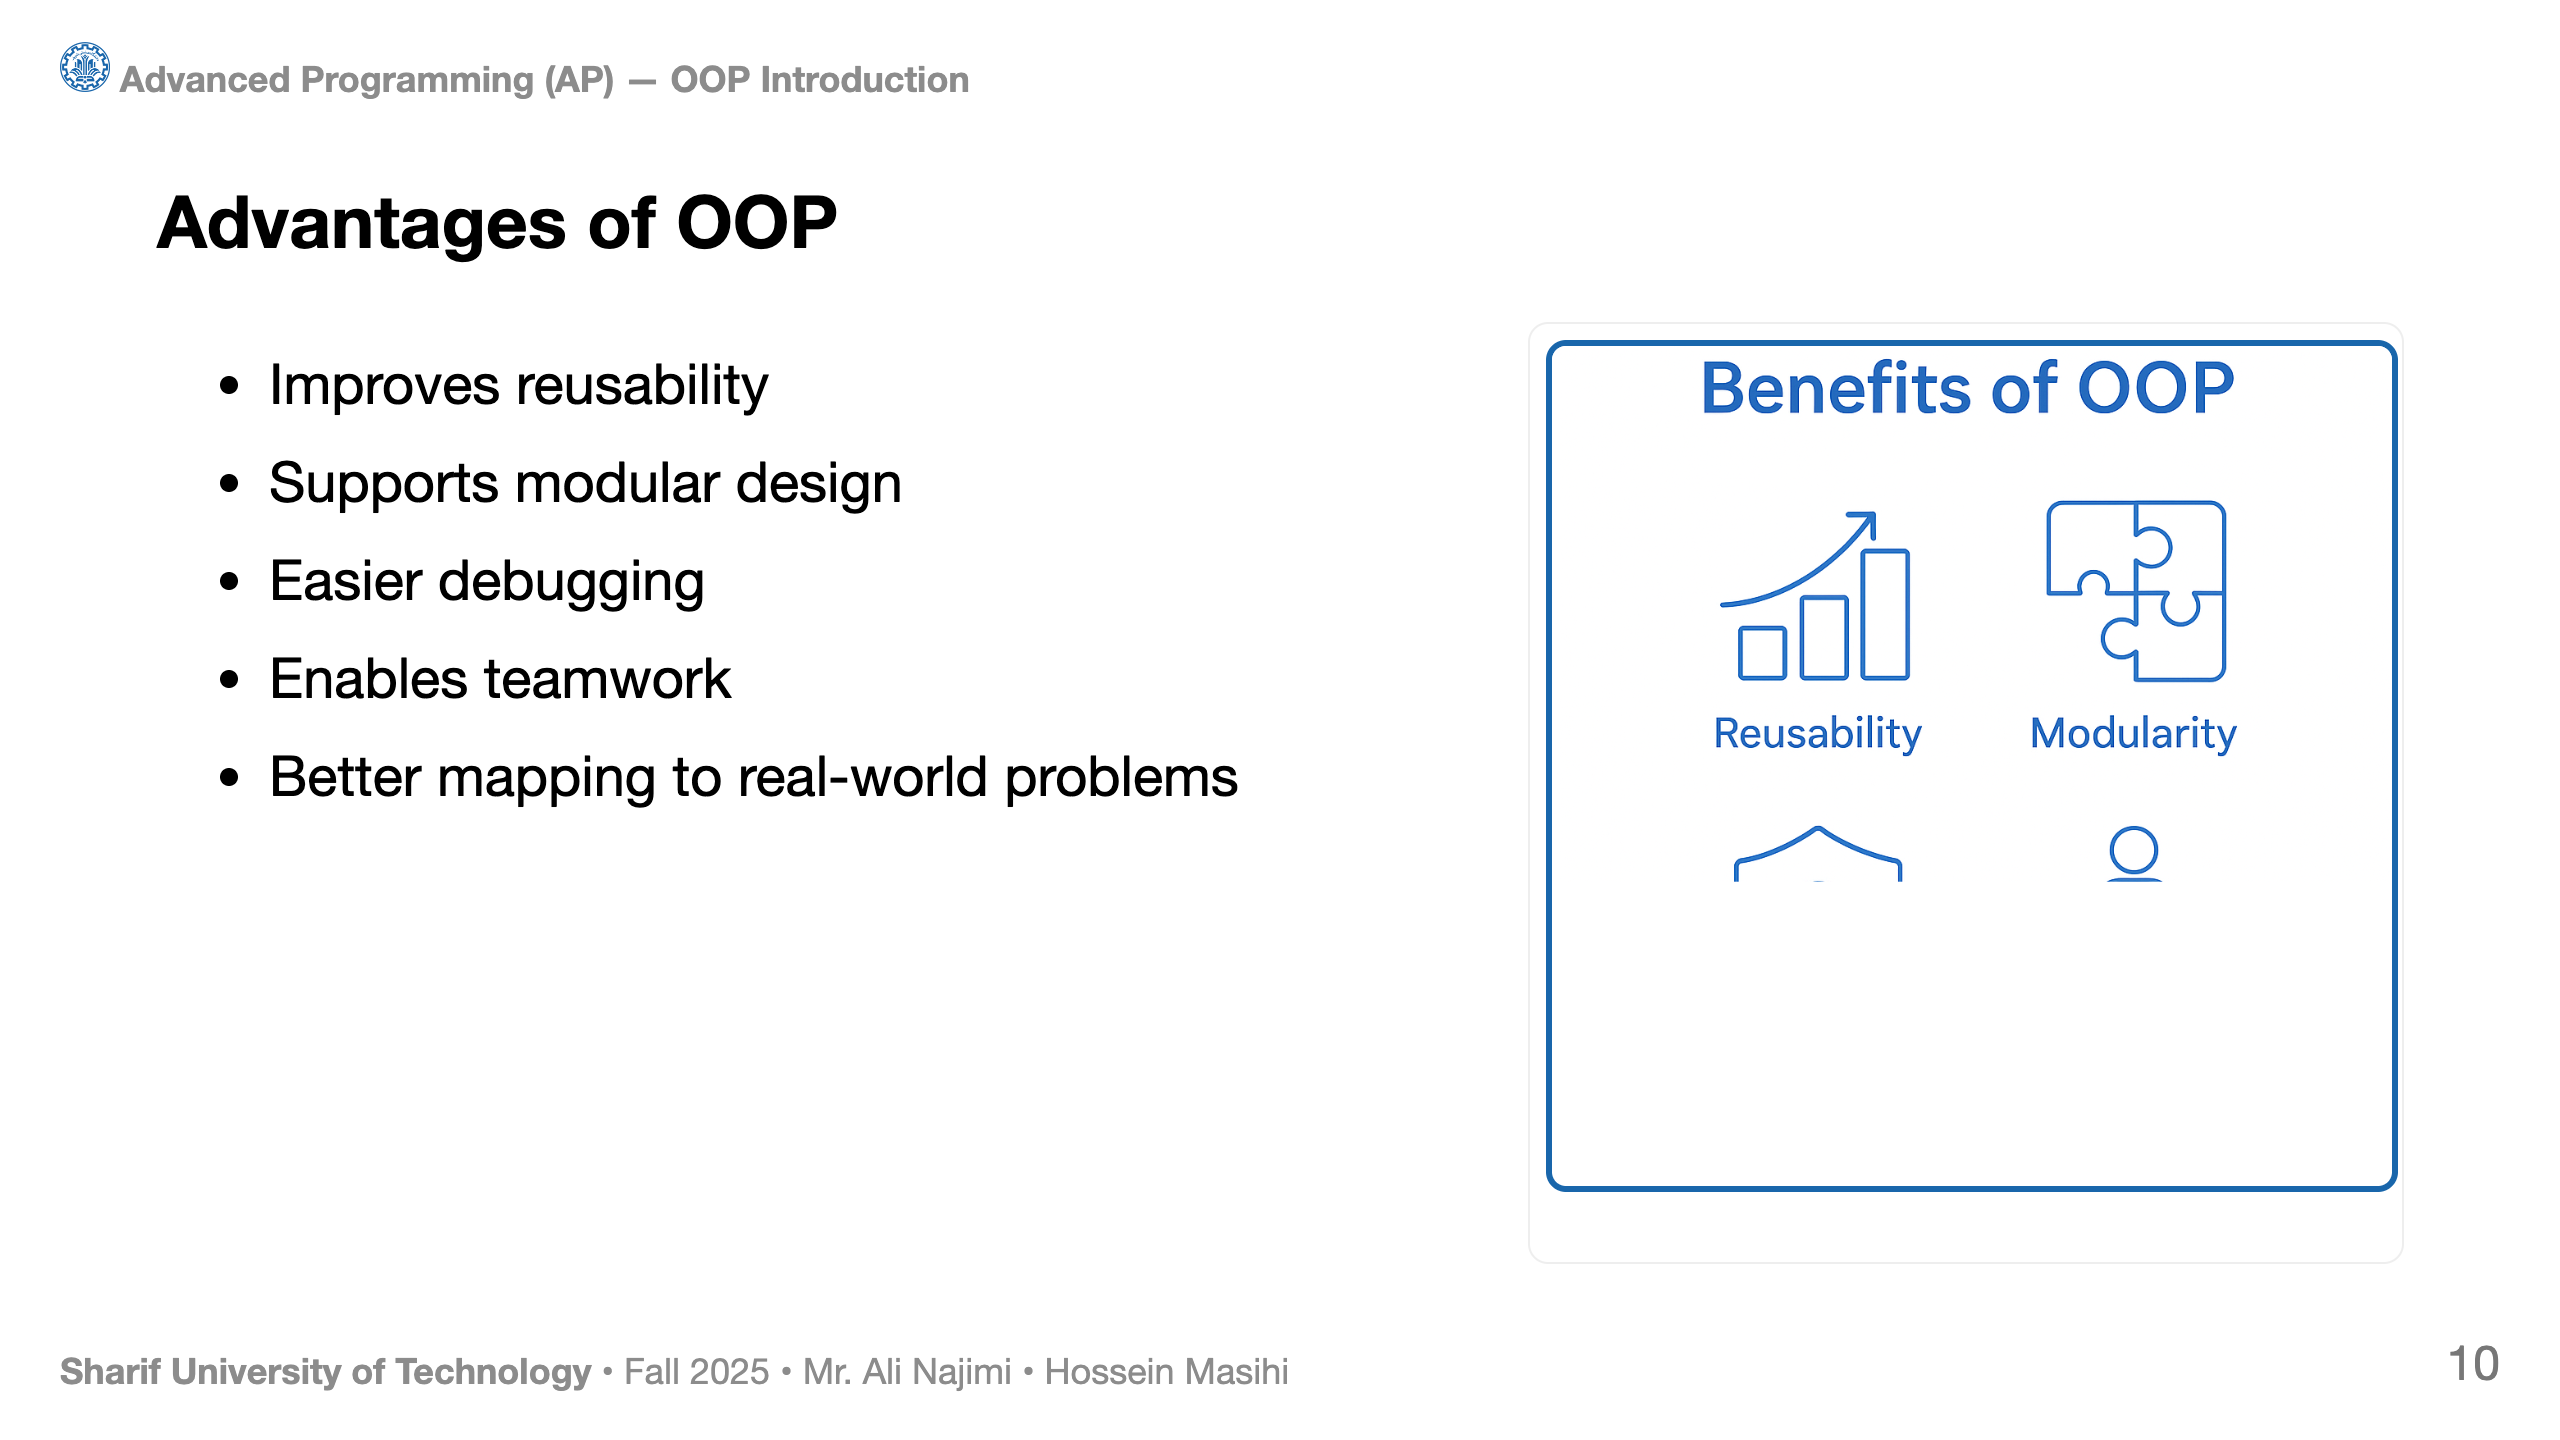 Advanced Programming (AP) — OOP Introduction
Advantages of OOP
• Improves reusability
• Supports modular design
• Easier debugging
• Enables teamwork
• Better mapping to real-world problems
Benefits of OOP
Reusability
Modularity
Sharif University of Technology • Fall 2025 • Mr. Ali Najimi • Hossein Masihi
10